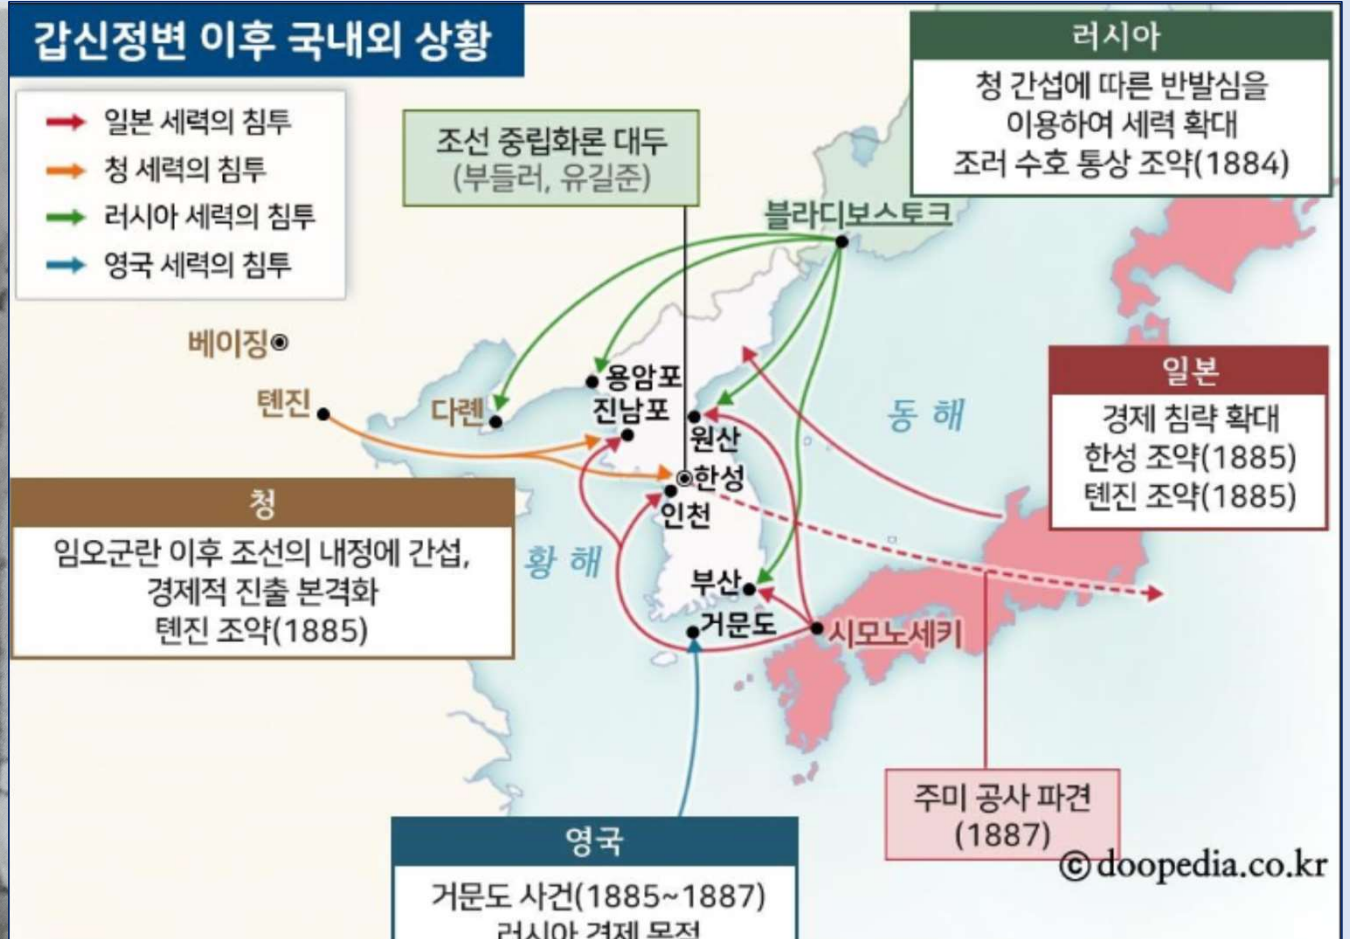 갑신정변 이후 국내외 상황
일본 세력의 침투
청 세력의 침투
러시아 세력의 침투
영국 세력의 침투
조선 중립화론 대두
(부들러, 유길준)
러시아
청 간섭에 따른 반발심을
이용하여 세력 확대
조러 수호 통상 조약(1884)
블라디보스토크
베이징
톈진
다롄
용암포
진남포
원산
한성
인천
동해
일본
경제 침략 확대
한성 조약(1885)
톈진 조약(1885)
청
임오군란 이후 조선의 내정에 간섭,
경제적 진출 본격화
톈진 조약(1885)
황해
부산
거문도
시모노세키
주미 공사 파견
(1887)
영국
거문도 사건(1885~1887)
러시아 견제 목적
ⓒ doopedia.co.kr